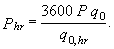 P_hr = 3600 P q_0 / q_0,hr .